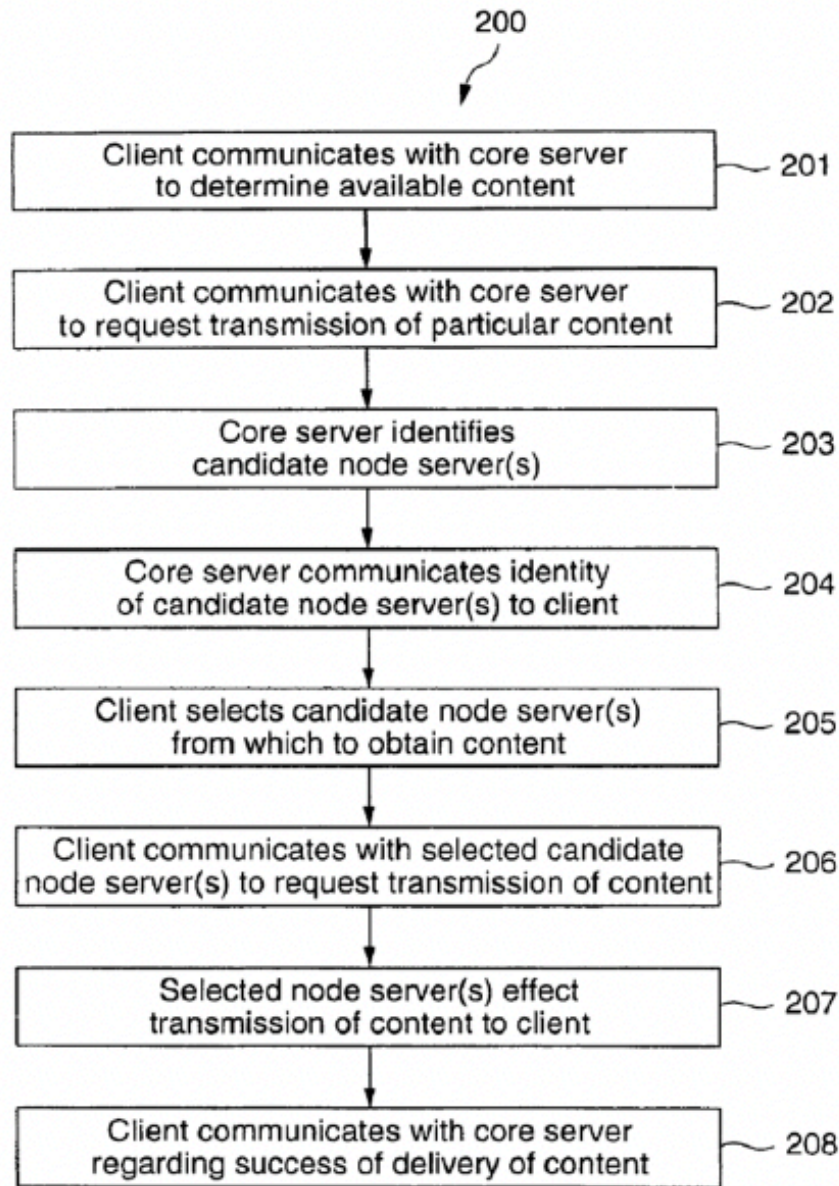 200
Client communicates with core server
to determine available content
201
Client communicates with core server
to request transmission of particular content
202
Core server identifies
candidate node server(s)
203
Core server communicates identity
of candidate node server(s) to client
204
Client selects candidate node server(s)
from which to obtain content
205
Client communicates with selected candidate
node server(s) to request transmission of content
206
Selected node server(s) effect
transmission of content to client
207
Client communicates with core server
regarding success of delivery of content
208